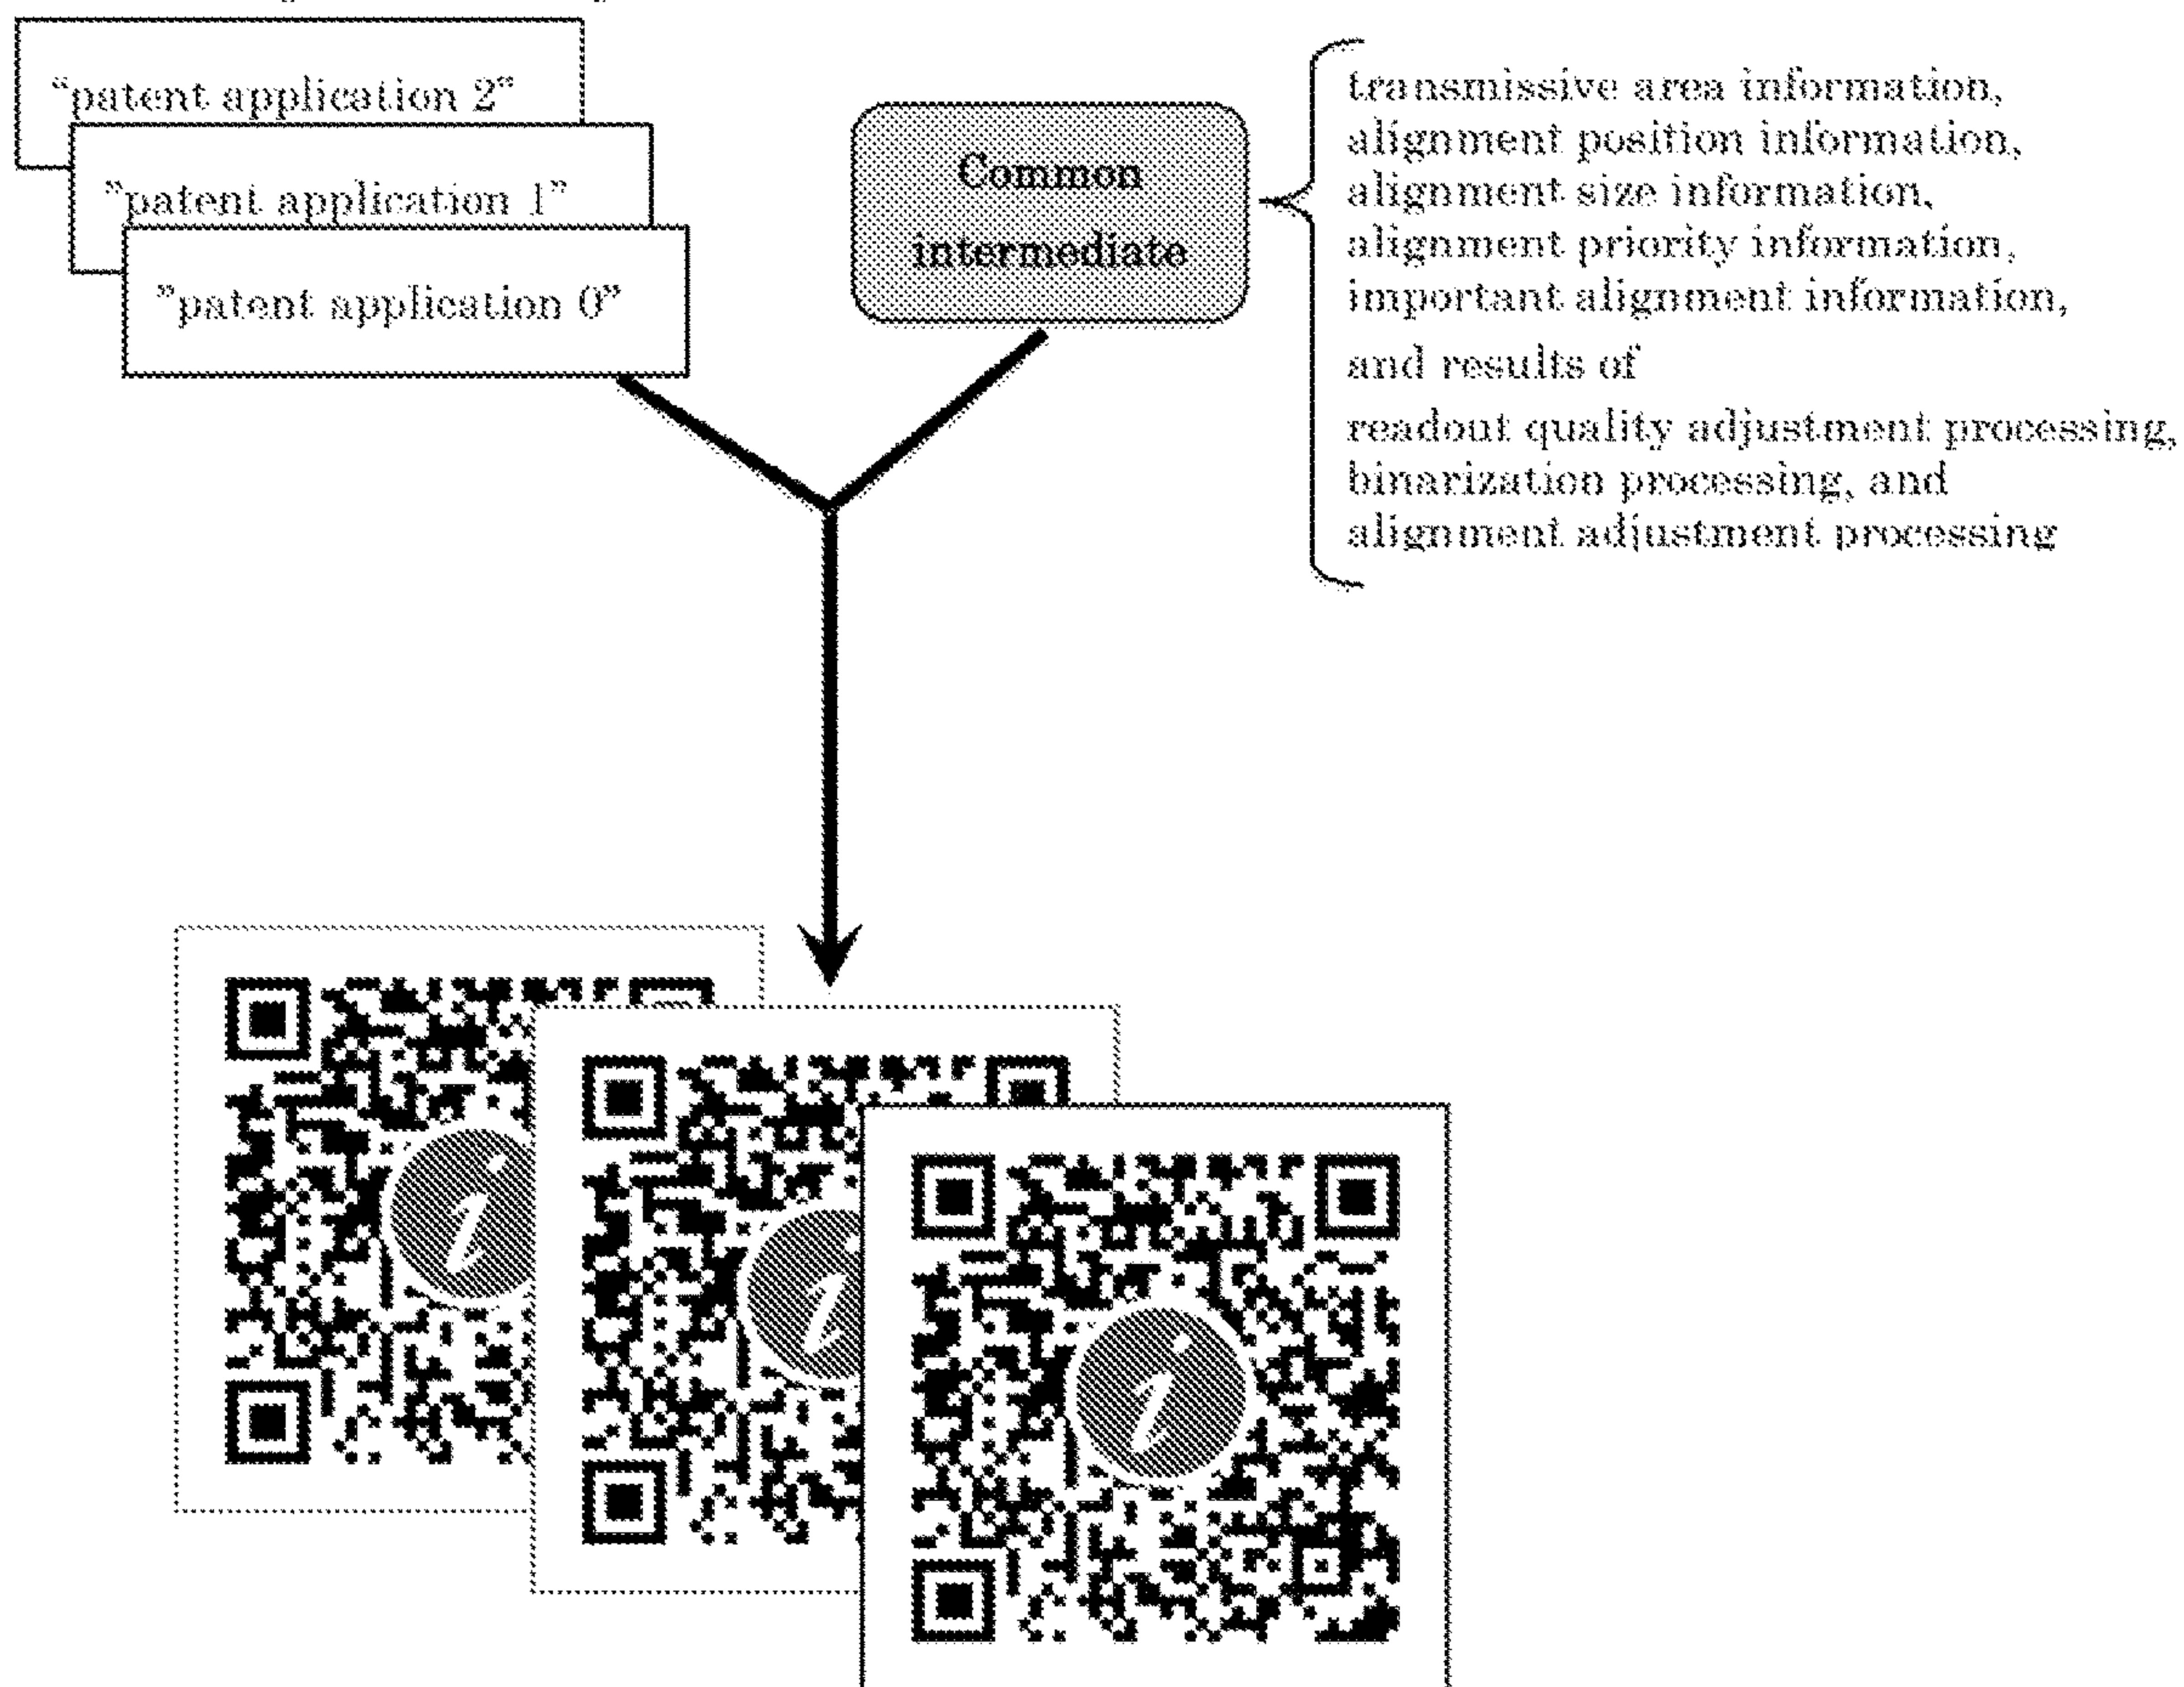 “patent application 2”
”patent application 1”
”patent application 0”
Common
intermediate
transmissive area information,
alignment position information,
alignment size information,
alignment priority information,
important alignment information,
and results of
readout quality adjustment processing,
binarization processing, and
alignment adjustment processing
i
i
i